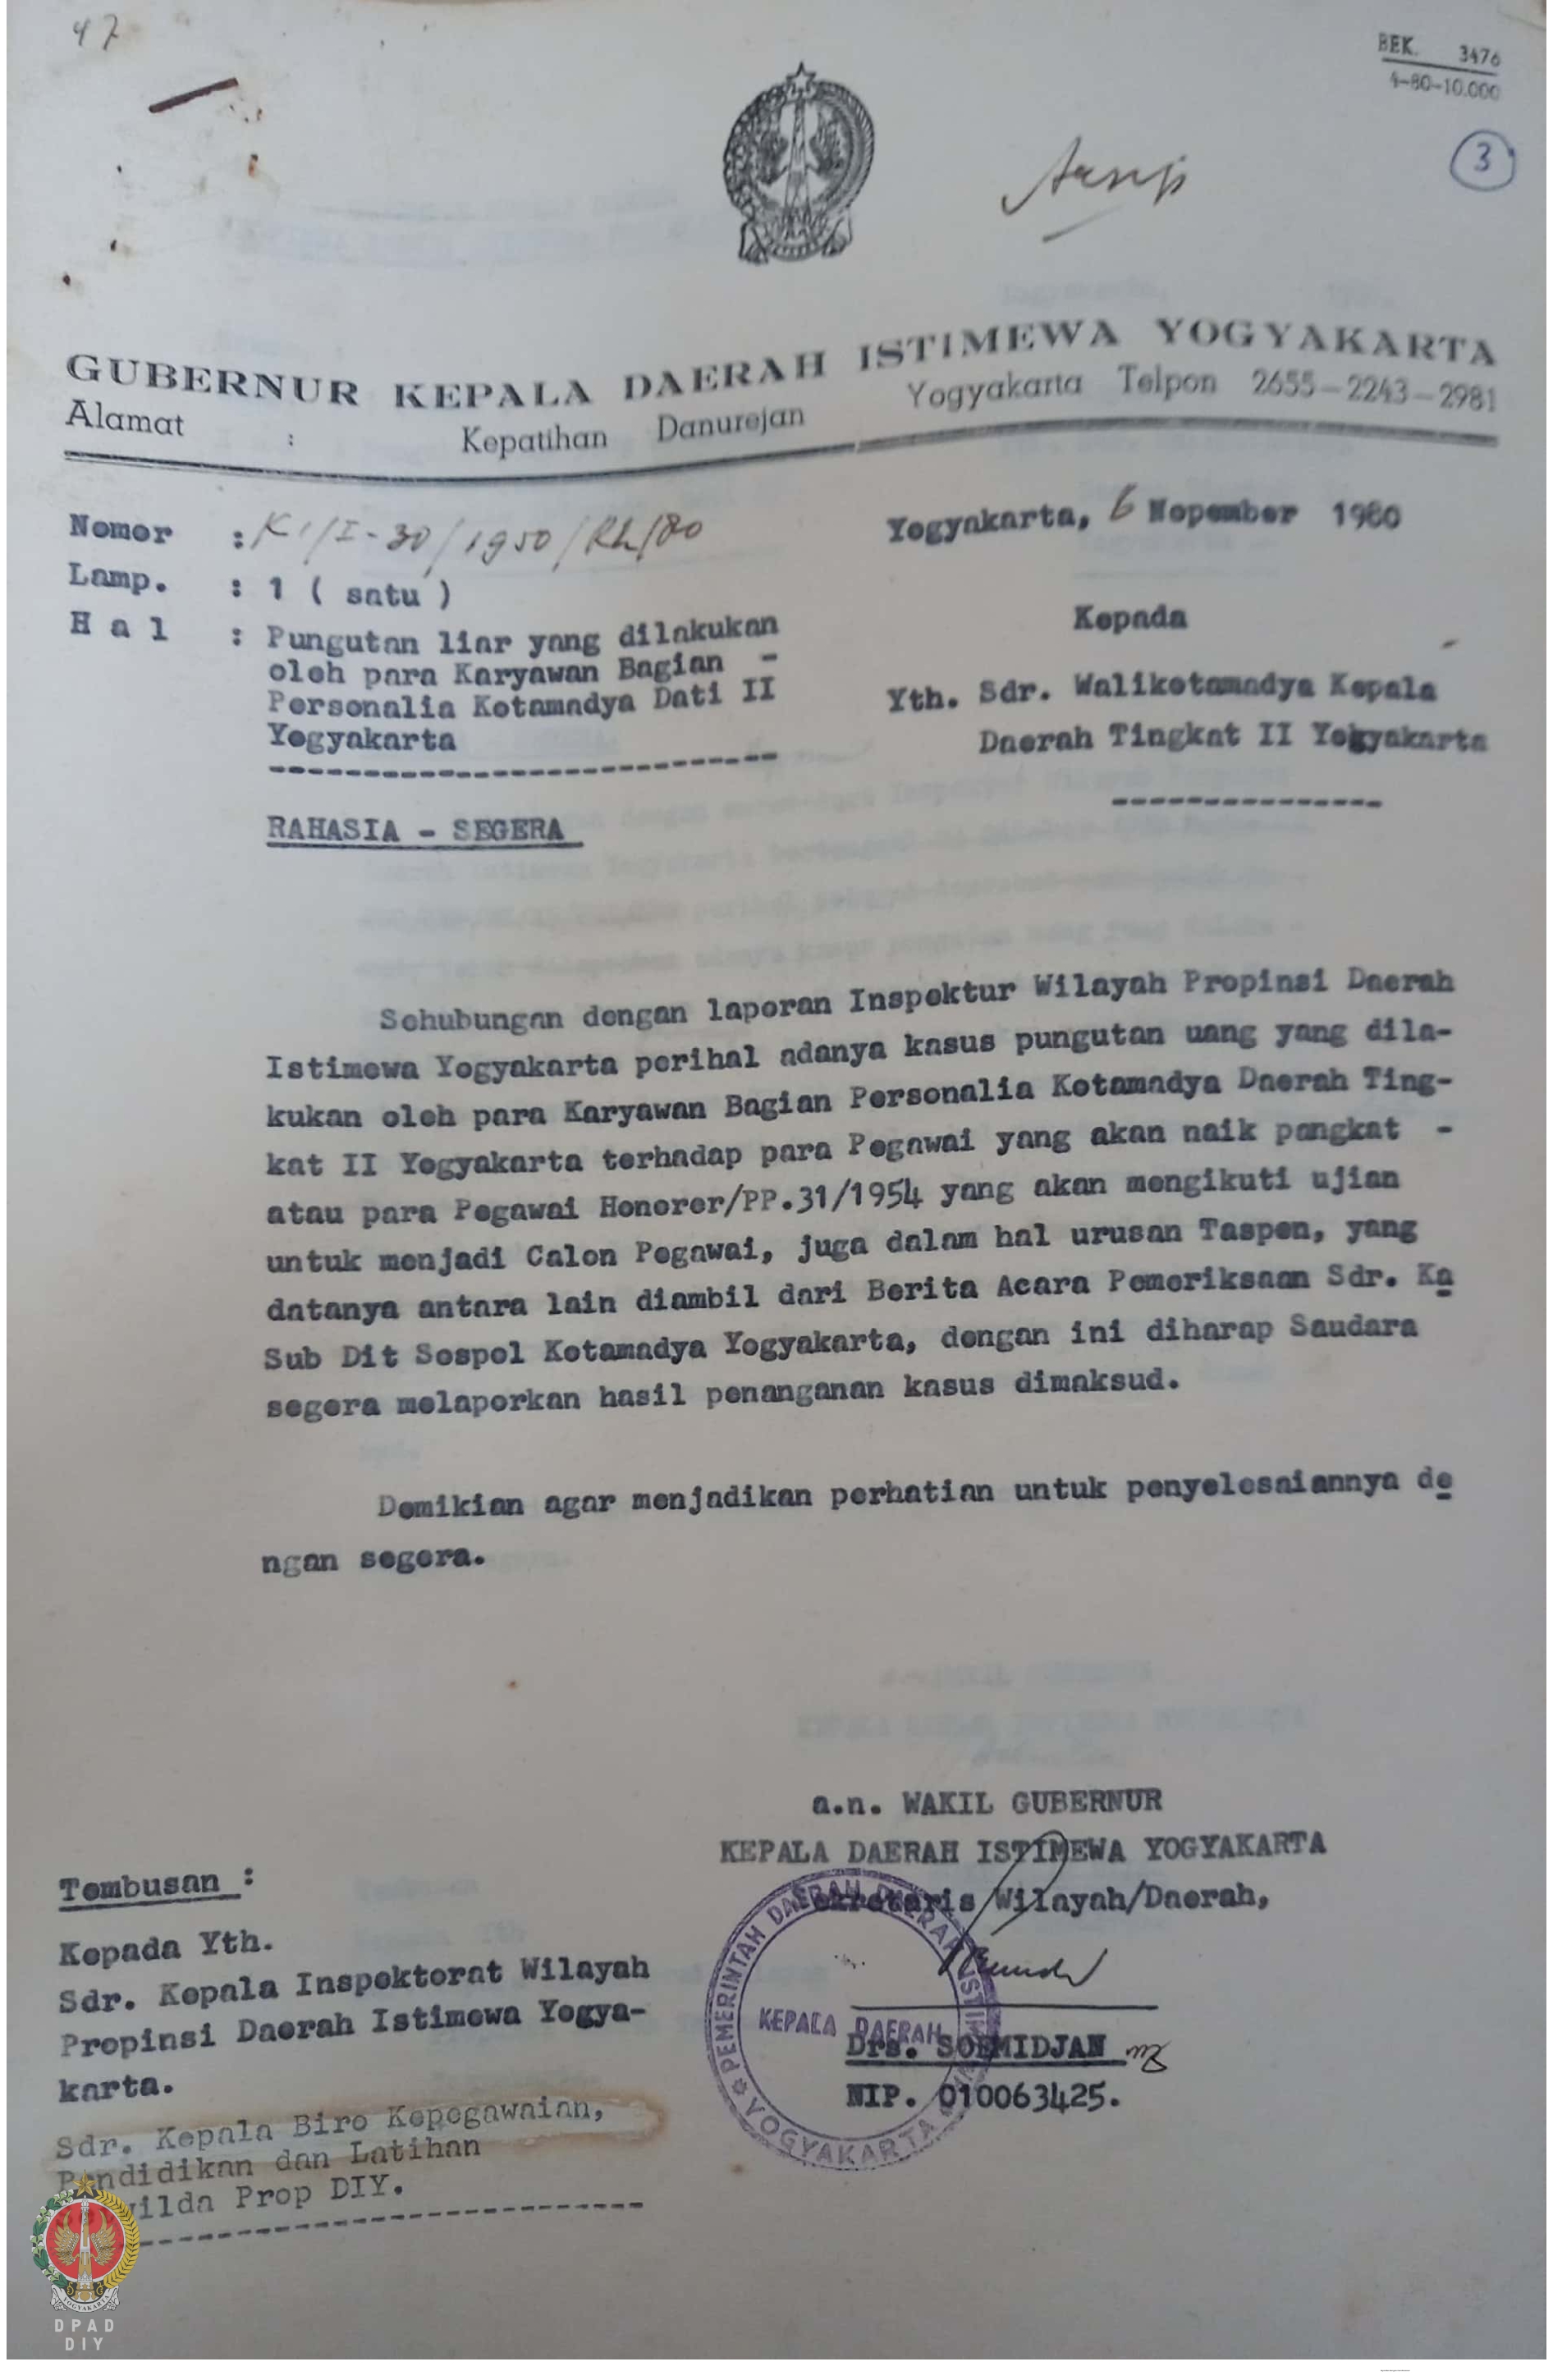 47
BEK. 3476
4-80-10.000
3
Arsip
GUBERNUR KEPALA DAERAH ISTIMEWA YOGYAKARTA
Alamat : Kepatihan Danurejan Yogyakarta Telpon 2655-2243-2981
Yogyakarta, 6 Nopember 1980
Nomor : K1/I-30/1950/RL/80
Lamp. : 1 ( satu )
H a l : Pungutan liar yang dilakukan
oleh para Karyawan Bagian -
Personalia Kotamadya Dati II
Yogyakarta
Kepada
Yth. Sdr. Walikotamadya Kepala
Daerah Tingkat II Yogyakarta
RAHASIA - SEGERA
Sehubungan dengan laporan Inspektur Wilayah Propinsi Daerah
Istimewa Yogyakarta perihal adanya kasus pungutan uang yang dila-
kukan oleh para Karyawan Bagian Personalia Kotamadya Daerah Ting-
kat II Yogyakarta terhadap para Pegawai yang akan naik pangkat -
atau para Pegawai Honorer/PP.31/1954 yang akan mengikuti ujian
untuk menjadi Calon Pegawai, juga dalam hal urusan Taspen, yang
datanya antara lain diambil dari Berita Acara Pemeriksaan Sdr. Ka
Sub Dit Sospol Kotamadya Yogyakarta, dengan ini diharap Saudara
segera melaporkan hasil penanganan kasus dimaksud.
Demikian agar menjadikan perhatian untuk penyelesaiannya de
ngan segera.
a.n. WAKIL GUBERNUR
KEPALA DAERAH ISTIMEWA YOGYAKARTA
Sekretaris Wilayah/Daerah,
PEMERINTAH DAERAH DAERAH ISTIMEWA
YOGYAKARTA
KEPALA DAERAH
Drs. SOEMIDJAN
NIP. 010063425.
Tembusan :
Kepada Yth.
Sdr. Kepala Inspektorat Wilayah
Propinsi Daerah Istimewa Yogya-
karta.
Sdr. Kepala Biro Kepegawaian,
Pendidikan dan Latihan
wilda Prop DIY.
YOGYAKARTA
DPAD
DIY